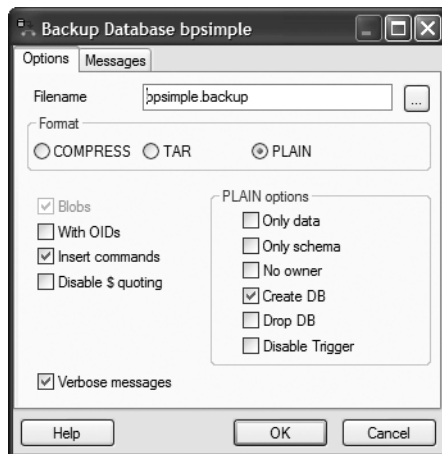 Backup Database bpsimple
Options Messages
Filename bpsimple.backup ...
Format
COMPRESS TAR PLAIN
Blobs
With OIDs
Insert commands
Disable $ quoting
PLAIN options
Only data
Only schema
No owner
Create DB
Drop DB
Disable Trigger
Verbose messages
Help OK Cancel